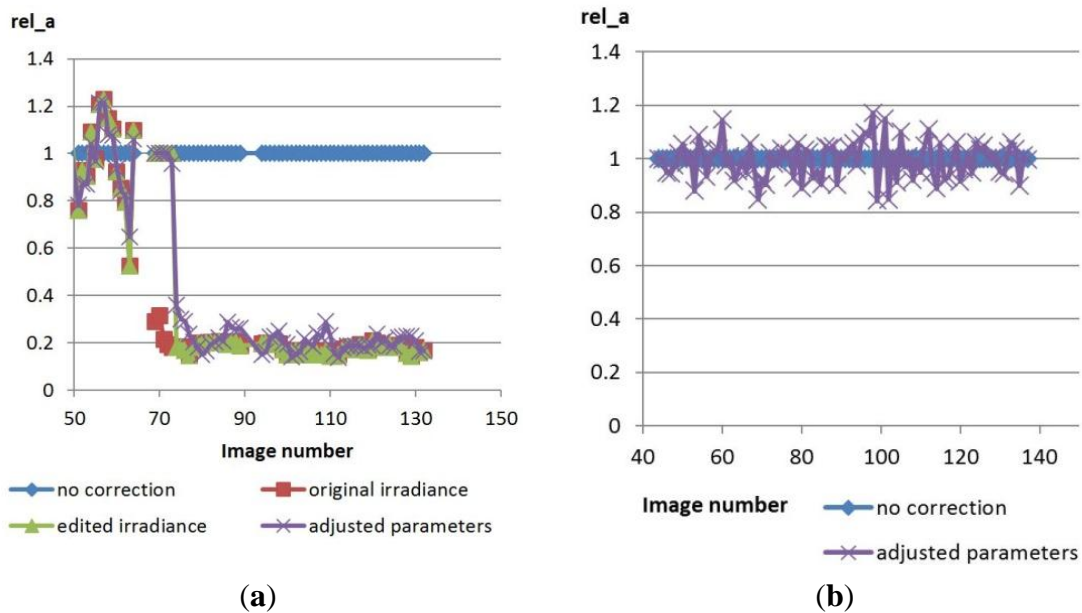 rel_a
1.4
1.2
1
0.8
0.6
0.4
0.2
0
50 70 90 110 130 150
Image number
no correction original irradiance
edited irradiance adjusted parameters
(a)
rel_a
1.4
1.2
1
0.8
0.6
0.4
0.2
0
40 60 80 100 120 140
Image number
no correction
adjusted parameters
(b)